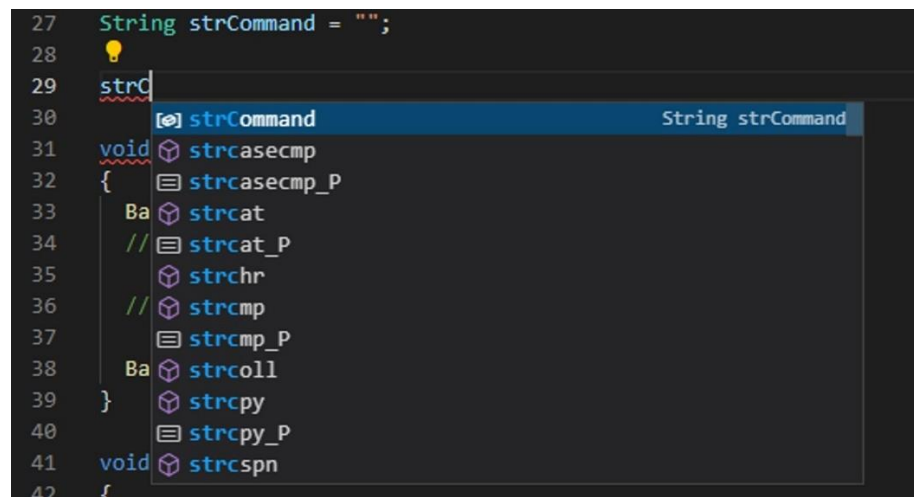 27 String strCommand = "";
28
29 strC
30 strCommand String strCommand
31 void strcasecmp
32 { strcasecmp_P
33 Ba strcat
34 // strcat_P
35 strchr
36 // strcmp
37 strcmp_P
38 Ba strcoll
39 } strcpy
40 strcpy_P
41 void strcspn
42 {